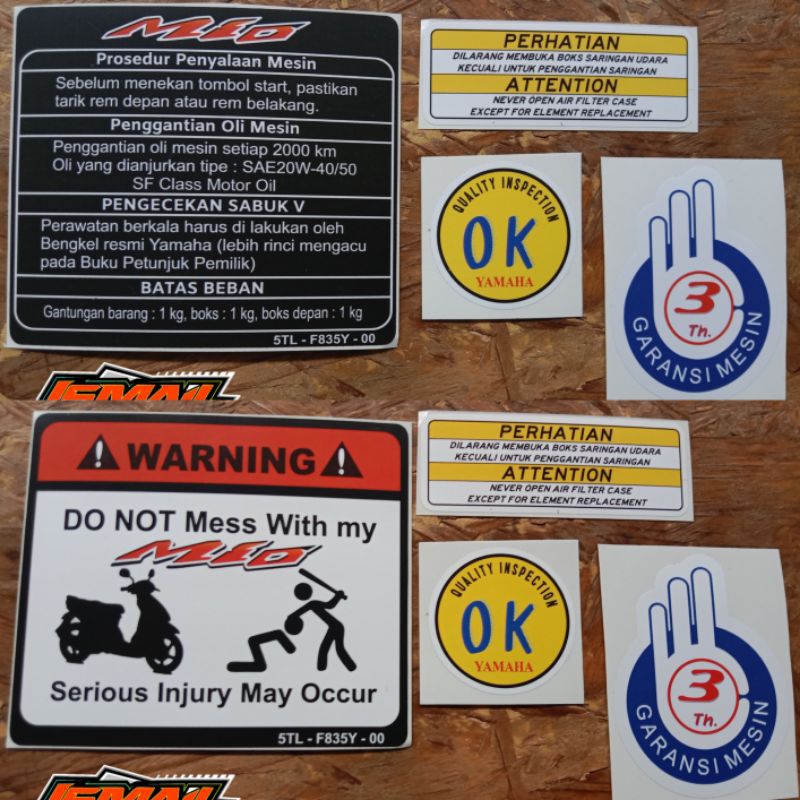 MIO
Prosedur Penyalaan Mesin
Sebelum menekan tombol start, pastikan
tarik rem depan atau rem belakang.
Penggantian Oli Mesin
Penggantian oli mesin setiap 2000 km
Oli yang dianjurkan tipe : SAE20W-40/50
SF Class Motor Oil
PENGECEKAN SABUK V
Perawatan berkala harus di lakukan oleh
Bengkel resmi Yamaha (lebih rinci mengacu
pada Buku Petunjuk Pemilik)
BATAS BEBAN
Gantungan barang : 1 kg, boks : 1 kg, boks depan : 1 kg
5TL - F835Y - 00
PERHATIAN
DILARANG MEMBUKA BOKS SARINGAN UDARA
KECUALI UNTUK PENGGANTIAN SARINGAN
ATTENTION
NEVER OPEN AIR FILTER CASE
EXCEPT FOR ELEMENT REPLACEMENT
QUALITY INSPECTION
OK
YAMAHA
3
Th.
GARANSI MESIN
ISMAIL
WARNING
DO NOT Mess With my
MIO
Serious Injury May Occur
5TL - F835Y - 00
PERHATIAN
DILARANG MEMBUKA BOKS SARINGAN UDARA
KECUALI UNTUK PENGGANTIAN SARINGAN
ATTENTION
NEVER OPEN AIR FILTER CASE
EXCEPT FOR ELEMENT REPLACEMENT
QUALITY INSPECTION
OK
YAMAHA
3
Th.
GARANSI MESIN
ISMAIL